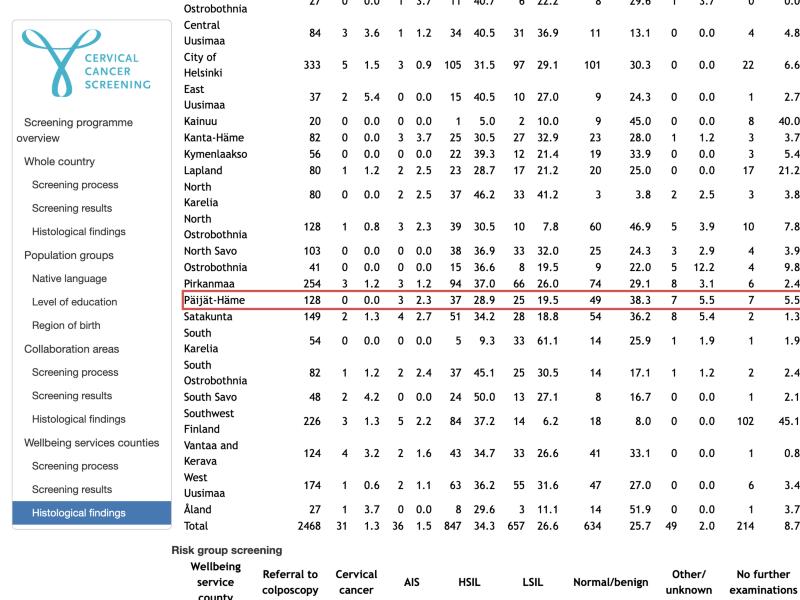 CERVICAL
CANCER
SCREENING
Screening programme
overview
Whole country
Screening process
Screening results
Histological findings
Population groups
Native language
Level of education
Region of birth
Collaboration areas
Screening process
Screening results
Histological findings
Wellbeing services counties
Screening process
Screening results
Histological findings
27 0 0.0 1 3.7 11 40.7 6 22.2 8 29.6 1 3.7 0 0.0
Ostrobothnia
Central
Uusimaa
84 3 3.6 1 1.2 34 40.5 31 36.9 11 13.1 0 0.0 4 4.8
City of
Helsinki
333 5 1.5 3 0.9 105 31.5 97 29.1 101 30.3 0 0.0 22 6.6
East
Uusimaa
37 2 5.4 0 0.0 15 40.5 10 27.0 9 24.3 0 0.0 1 2.7
Kainuu 20 0 0.0 0 0.0 1 5.0 2 10.0 9 45.0 0 0.0 8 40.0
Kanta-Häme 82 0 0.0 3 3.7 25 30.5 27 32.9 23 28.0 1 1.2 3 3.7
Kymenlaakso 56 0 0.0 0 0.0 22 39.3 12 21.4 19 33.9 0 0.0 3 5.4
Lapland 80 1 1.2 2 2.5 23 28.7 17 21.2 20 25.0 0 0.0 17 21.2
North
Karelia
80 0 0.0 2 2.5 37 46.2 33 41.2 3 3.8 2 2.5 3 3.8
North
Ostrobothnia
128 1 0.8 3 2.3 39 30.5 10 7.8 60 46.9 5 3.9 10 7.8
North Savo 103 0 0.0 0 0.0 38 36.9 33 32.0 25 24.3 3 2.9 4 3.9
Ostrobothnia 41 0 0.0 0 0.0 15 36.6 8 19.5 9 22.0 5 12.2 4 9.8
Pirkanmaa 254 3 1.2 3 1.2 94 37.0 66 26.0 74 29.1 8 3.1 6 2.4
Päijät-Häme 128 0 0.0 3 2.3 37 28.9 25 19.5 49 38.3 7 5.5 7 5.5
Satakunta 149 2 1.3 4 2.7 51 34.2 28 18.8 54 36.2 8 5.4 2 1.3
South
Karelia
54 0 0.0 0 0.0 5 9.3 33 61.1 14 25.9 1 1.9 1 1.9
South
Ostrobothnia
82 1 1.2 2 2.4 37 45.1 25 30.5 14 17.1 1 1.2 2 2.4
South Savo 48 2 4.2 0 0.0 24 50.0 13 27.1 8 16.7 0 0.0 1 2.1
Southwest
Finland
226 3 1.3 5 2.2 84 37.2 14 6.2 18 8.0 0 0.0 102 45.1
Vantaa and
Kerava
124 4 3.2 2 1.6 43 34.7 33 26.6 41 33.1 0 0.0 1 0.8
West
Uusimaa
174 1 0.6 2 1.1 63 36.2 55 31.6 47 27.0 0 0.0 6 3.4
Åland 27 1 3.7 0 0.0 8 29.6 3 11.1 14 51.9 0 0.0 1 3.7
Total 2468 31 1.3 36 1.5 847 34.3 657 26.6 634 25.7 49 2.0 214 8.7
Risk group screening
Wellbeing
service
county
Referral to
colposcopy
Cervical
cancer
AIS
HSIL
LSIL
Normal/benign
Other/
unknown
No further
examinations